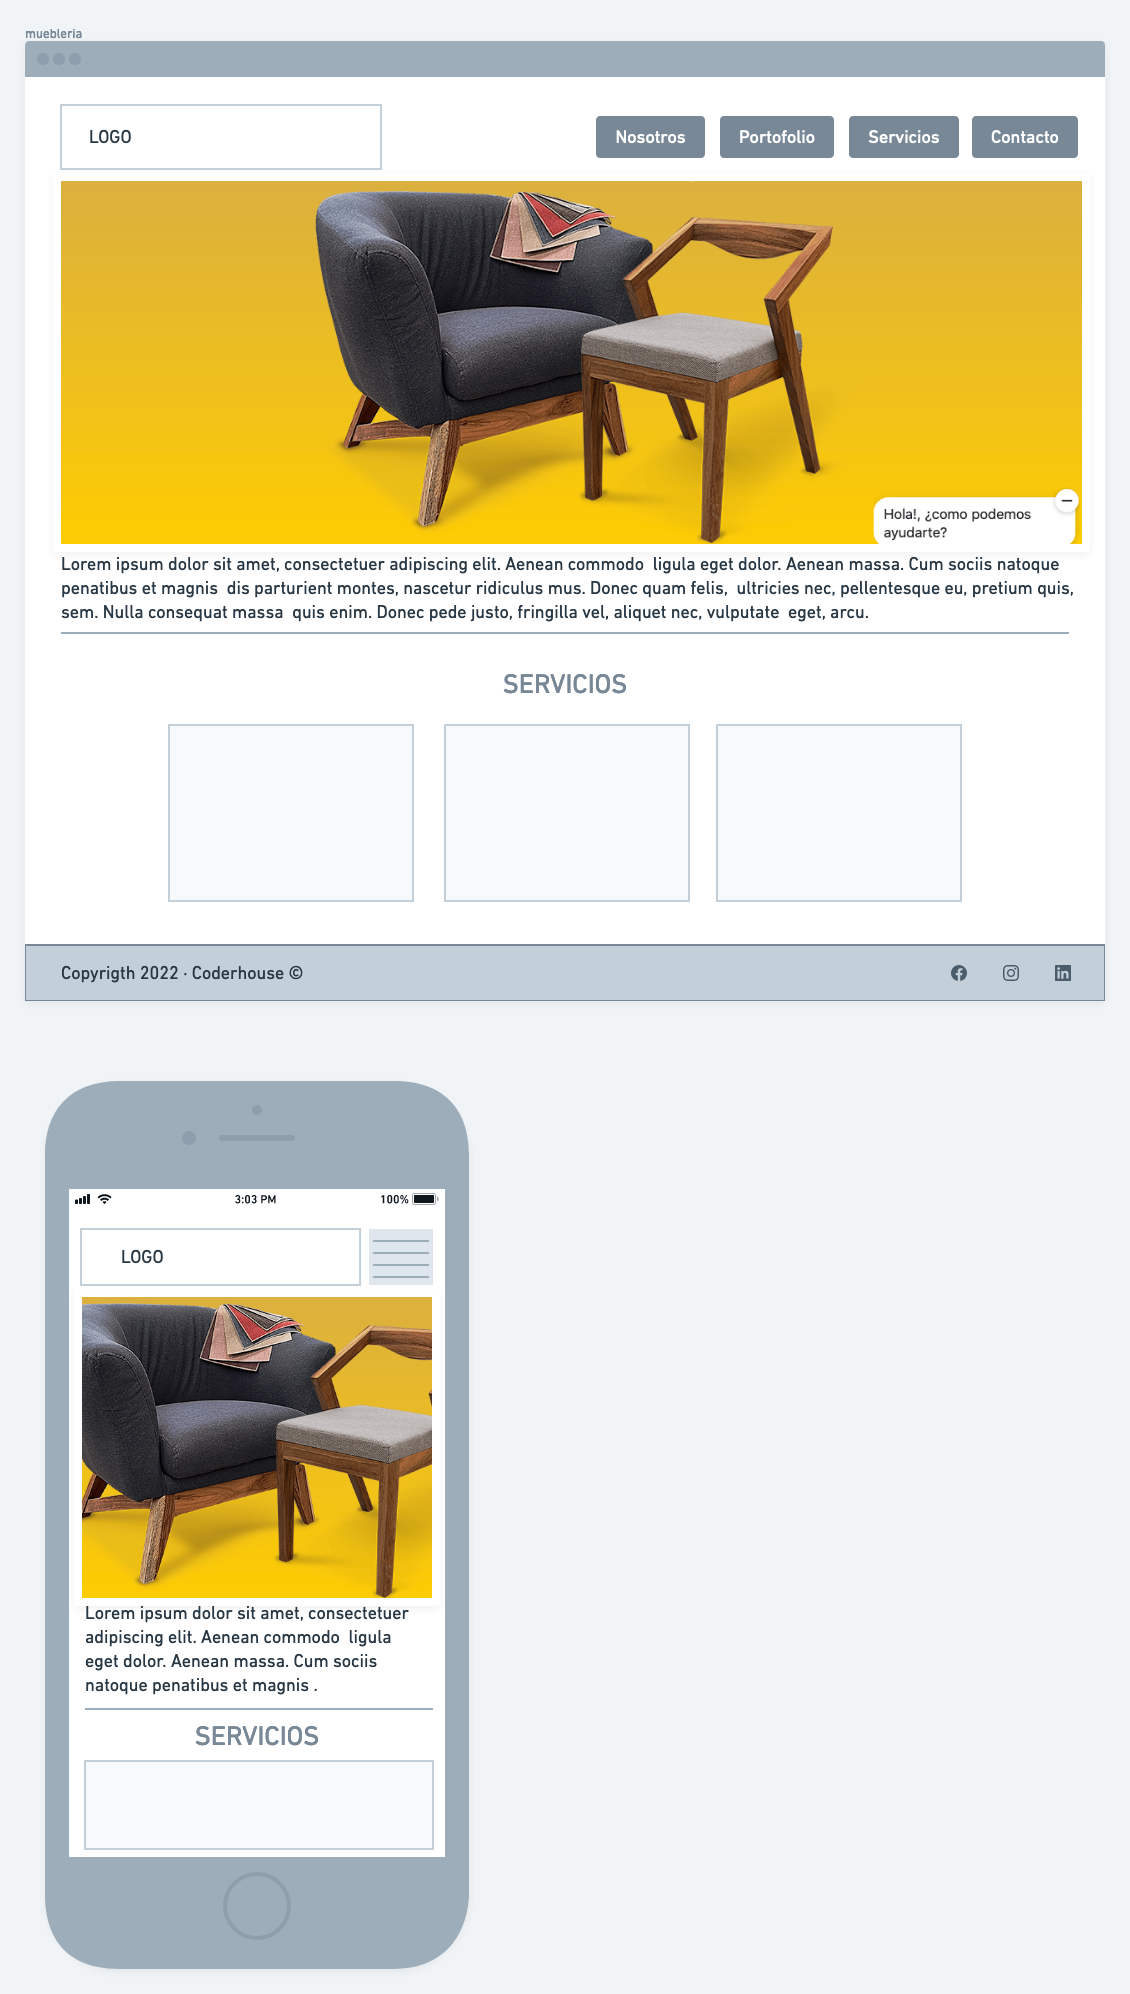 muebleria
LOGO
Nosotros
Portofolio
Servicios
Contacto
Hola!, ¿como podemos
ayudarte?
Lorem ipsum dolor sit amet, consectetuer adipiscing elit. Aenean commodo  ligula eget dolor. Aenean massa. Cum sociis natoque
penatibus et magnis  dis parturient montes, nascetur ridiculus mus. Donec quam felis,  ultricies nec, pellentesque eu, pretium quis,
sem. Nulla consequat massa  quis enim. Donec pede justo, fringilla vel, aliquet nec, vulputate  eget, arcu.
SERVICIOS
Copyrigth 2022 · Coderhouse ©
3:03 PM
100%
LOGO
Lorem ipsum dolor sit amet, consectetuer
adipiscing elit. Aenean commodo  ligula
eget dolor. Aenean massa. Cum sociis
natoque penatibus et magnis .
SERVICIOS